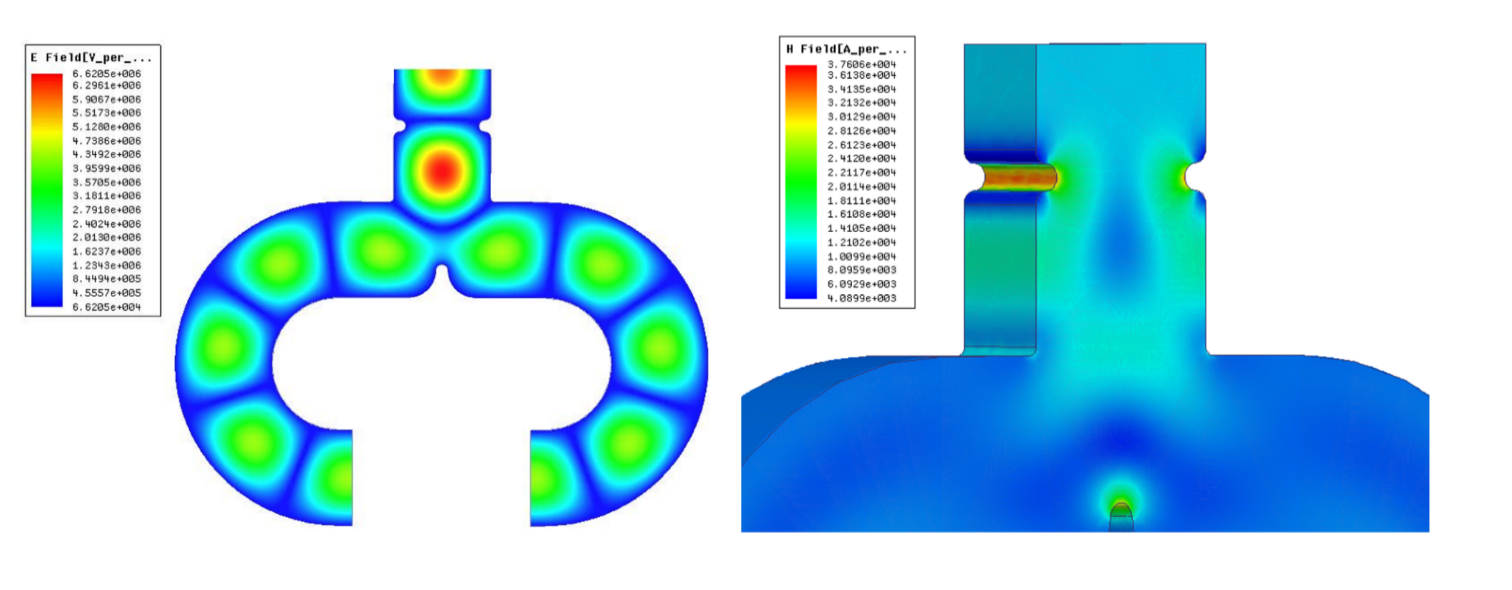 E Field[V_per_...
6.6205e+006
6.2961e+006
5.9067e+006
5.5173e+006
5.1280e+006
4.7386e+006
4.3492e+006
3.9599e+006
3.5705e+006
3.1811e+006
2.7918e+006
2.4024e+006
2.0130e+006
1.6237e+006
1.2343e+006
8.4494e+005
4.5557e+005
6.6205e+004
H Field[A_per_...
3.7606e+004
3.6138e+004
3.4135e+004
3.2132e+004
3.0129e+004
2.8126e+004
2.6123e+004
2.4120e+004
2.2117e+004
2.0114e+004
1.8111e+004
1.6108e+004
1.4105e+004
1.2102e+004
1.0099e+004
8.0959e+003
6.0929e+003
4.0899e+003